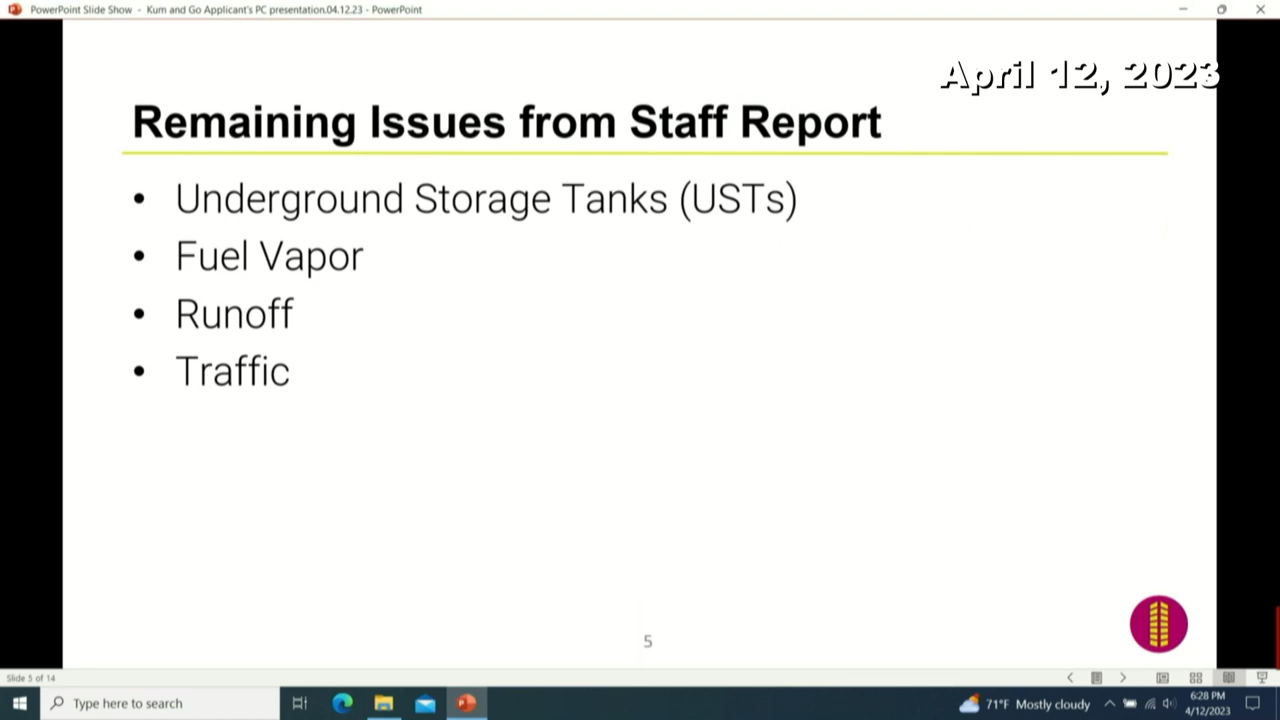 PowerPoint Slide Show - Kum and Go Applicant's PC presentation.04.12.23 - PowerPoint
April 12, 2023
Remaining Issues from Staff Report
• Underground Storage Tanks (USTs)
• Fuel Vapor
• Runoff
• Traffic
5
Slide 5 of 14
Type here to search
71°F Mostly cloudy
6:28 PM
4/12/2023